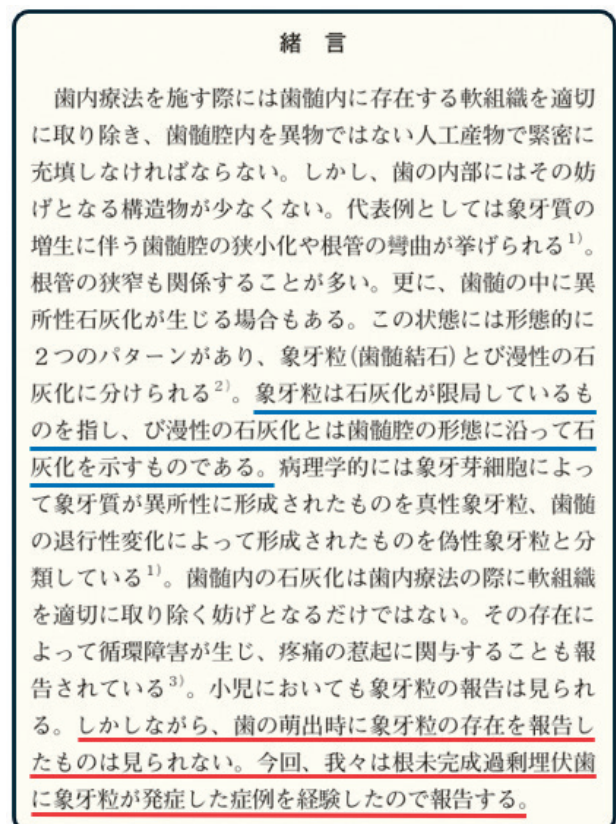 緒 言
歯内療法を施す際には歯髄内に存在する軟組織を適切
に取り除き、歯髄腔内を異物ではない人工産物で緊密に
充填しなければならない。しかし、歯の内部にはその妨
げとなる構造物が少なくない。代表例としては象牙質の
増生に伴う歯髄腔の狭小化や根管の彎曲が挙げられる1)。
根管の狭窄も関係することが多い。更に、歯髄の中に異
所性石灰化が生じる場合もある。この状態には形態的に
2つのパターンがあり、象牙粒(歯髄結石)とび漫性の石
灰化に分けられる2)。象牙粒は石灰化が限局しているも
のを指し、び漫性の石灰化とは歯髄腔の形態に沿って石
灰化を示すものである。病理学的には象牙芽細胞によっ
て象牙質が異所性に形成されたものを真性象牙粒、歯髄
の退行性変化によって形成されたものを偽性象牙粒と分
類している1)。歯髄内の石灰化は歯内療法の際に軟組織
を適切に取り除く妨げとなるだけではない。その存在に
よって循環障害が生じ、疼痛の惹起に関与することも報
告されている3)。小児においても象牙粒の報告は見られ
る。しかしながら、歯の萌出時に象牙粒の存在を報告し
たものは見られない。今回、我々は根未完成過剰埋伏歯
に象牙粒が発症した症例を経験したので報告する。